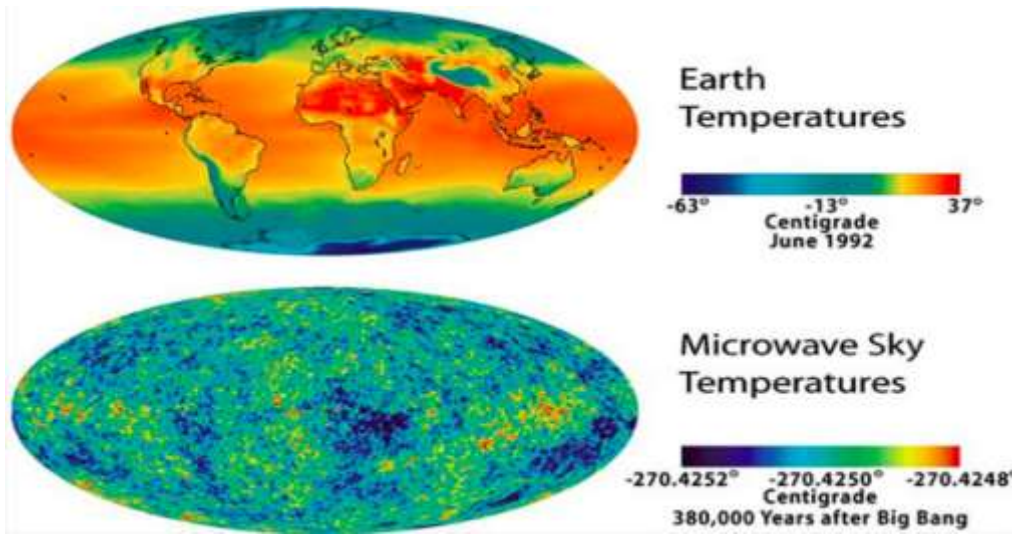 Earth
Temperatures
-63° -13° 37°
Centigrade
June 1992
Microwave Sky
Temperatures
-270.4252° -270.4250° -270.4248°
Centigrade
380,000 Years after Big Bang